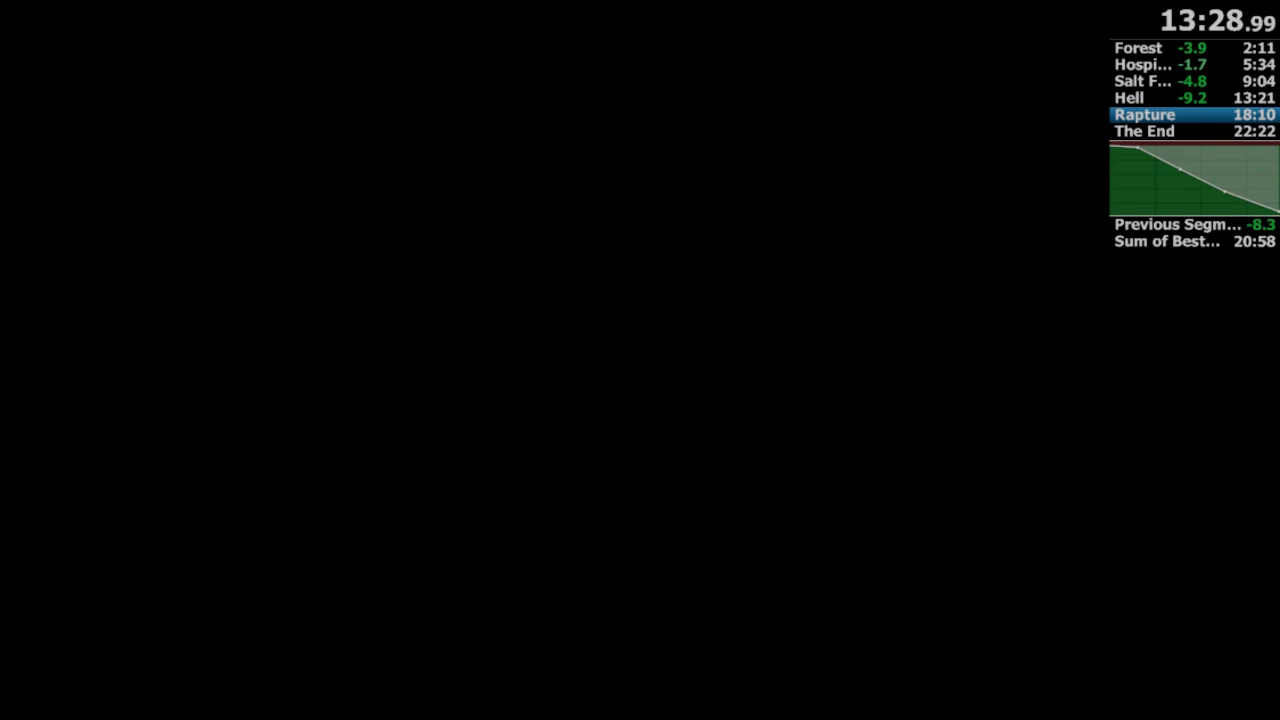 13:28.99
Forest -3.9 2:11
Hospi... -1.7 5:34
Salt F... -4.8 9:04
Hell -9.2 13:21
Rapture 18:10
The End 22:22
Previous Segm... -8.3
Sum of Best... 20:58